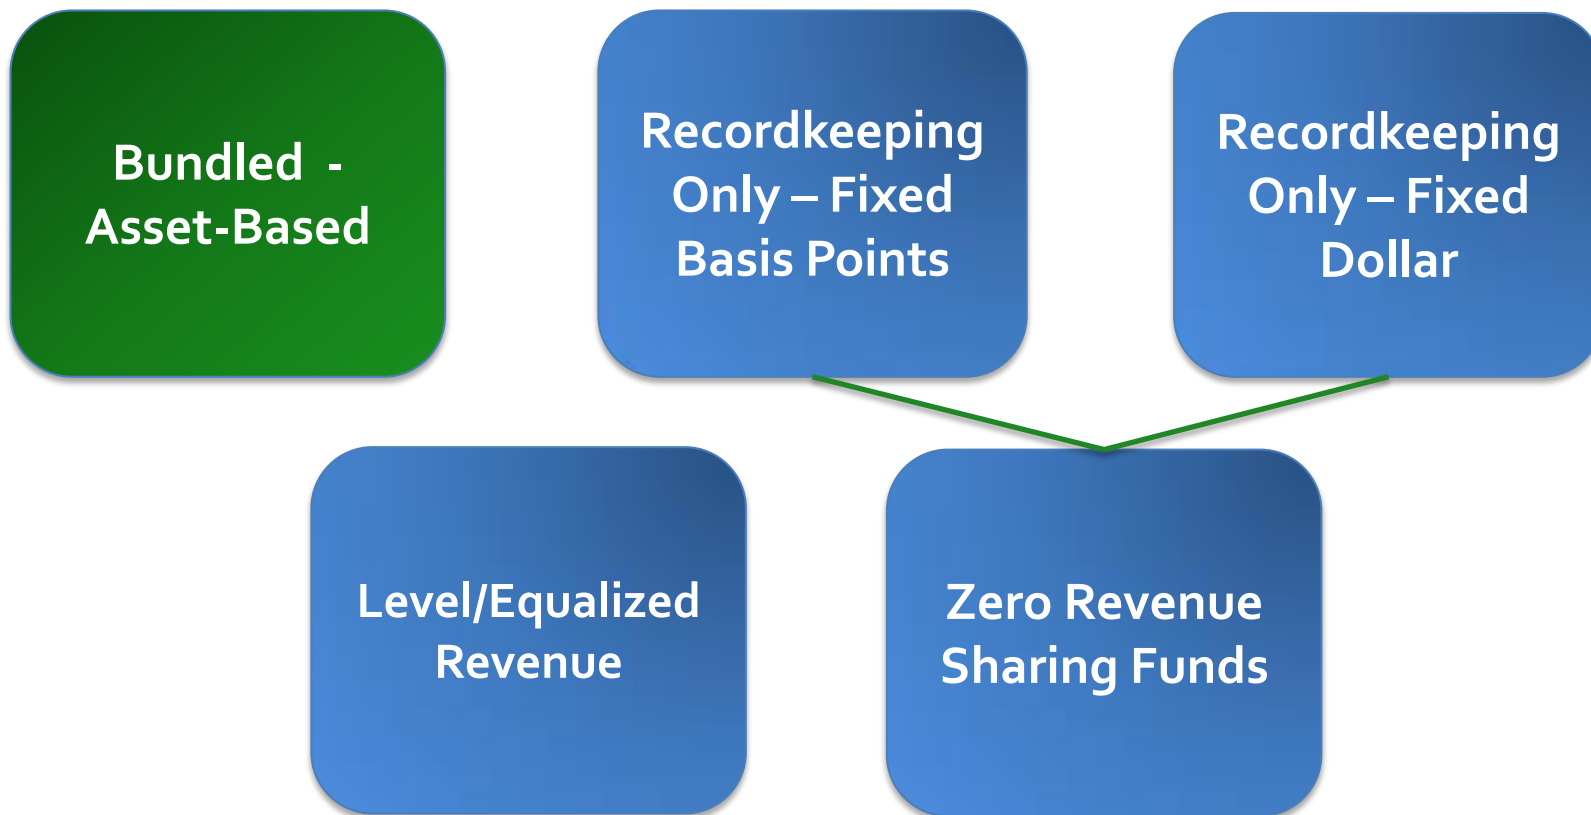 Bundled -
Asset-Based
Recordkeeping
Only – Fixed
Basis Points
Recordkeeping
Only – Fixed
Dollar
Level/Equalized
Revenue
Zero Revenue
Sharing Funds